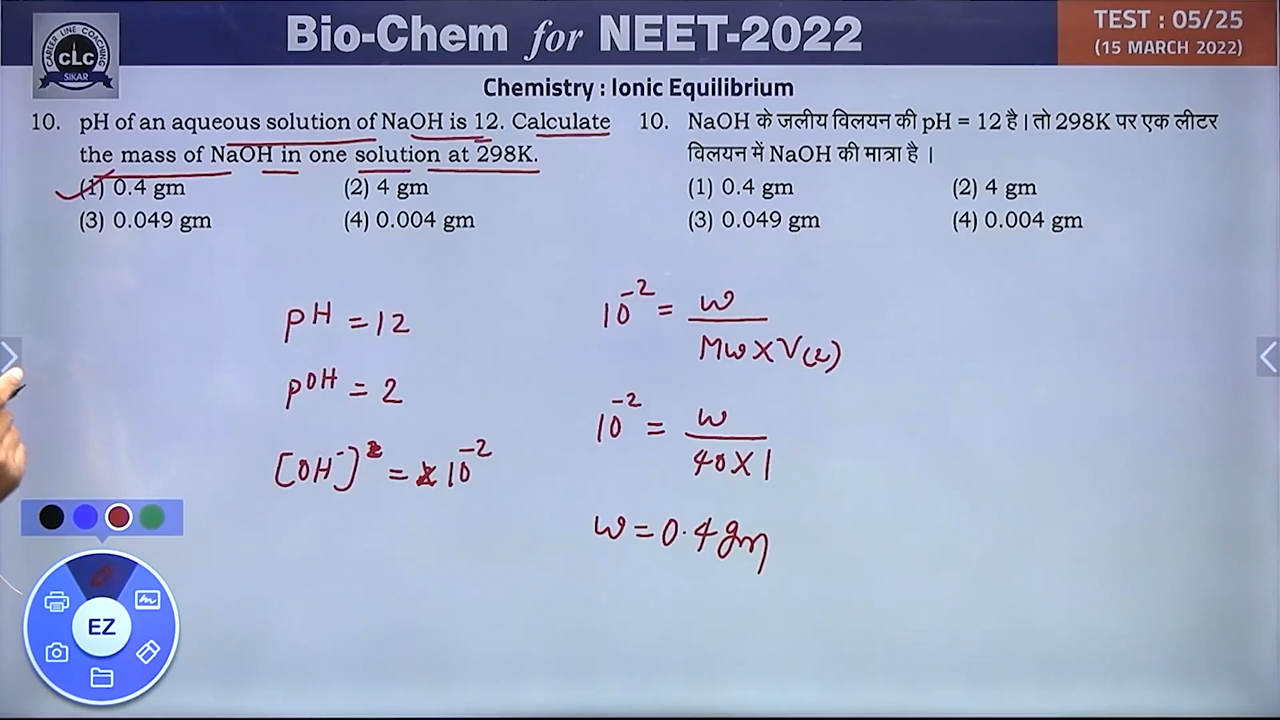 CAREER LINE COACHING
CLC
SIKAR
Bio-Chem for NEET-2022
TEST : 05/25
(15 MARCH 2022)
Chemistry : Ionic Equilibrium
10. pH of an aqueous solution of NaOH is 12. Calculate
the mass of NaOH in one solution at 298K.
(1) 0.4 gm (2) 4 gm
(3) 0.049 gm (4) 0.004 gm
10. NaOH के जलीय विलयन की pH = 12 है। तो 298K पर एक लीटर
विलयन में NaOH की मात्रा है ।
(1) 0.4 gm (2) 4 gm
(3) 0.049 gm (4) 0.004 gm
pH = 12
pOH = 2
[OH⁻] = 10⁻²
10⁻² = w
Mw × V(L)
10⁻² = w
40 × 1
w = 0.4 gm
EZ